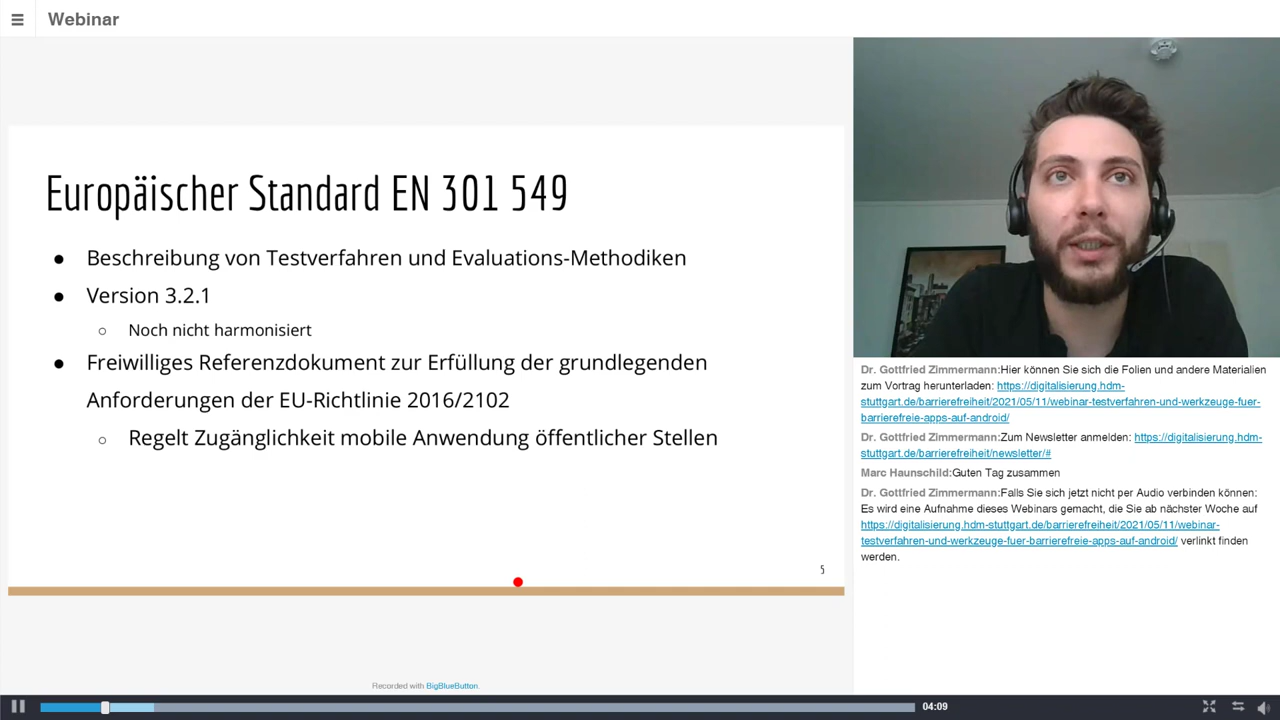 Webinar
Europäischer Standard EN 301 549
● Beschreibung von Testverfahren und Evaluations-Methodiken
● Version 3.2.1
○ Noch nicht harmonisiert
● Freiwilliges Referenzdokument zur Erfüllung der grundlegenden
Anforderungen der EU-Richtlinie 2016/2102
○ Regelt Zugänglichkeit mobile Anwendung öffentlicher Stellen
5
Recorded with BigBlueButton.
Dr. Gottfried Zimmermann:Hier können Sie sich die Folien und andere Materialien
zum Vortrag herunterladen: https://digitalisierung.hdm-
stuttgart.de/barrierefreiheit/2021/05/11/webinar-testverfahren-und-werkzeuge-fuer-
barrierefreie-apps-auf-android/
Dr. Gottfried Zimmermann:Zum Newsletter anmelden: https://digitalisierung.hdm-
stuttgart.de/barrierefreiheit/newsletter/#
Marc Haunschild:Guten Tag zusammen
Dr. Gottfried Zimmermann:Falls Sie sich jetzt nicht per Audio verbinden können:
Es wird eine Aufnahme dieses Webinars gemacht, die Sie ab nächster Woche auf
https://digitalisierung.hdm-stuttgart.de/barrierefreiheit/2021/05/11/webinar-
testverfahren-und-werkzeuge-fuer-barrierefreie-apps-auf-android/ verlinkt finden
werden.
04:09